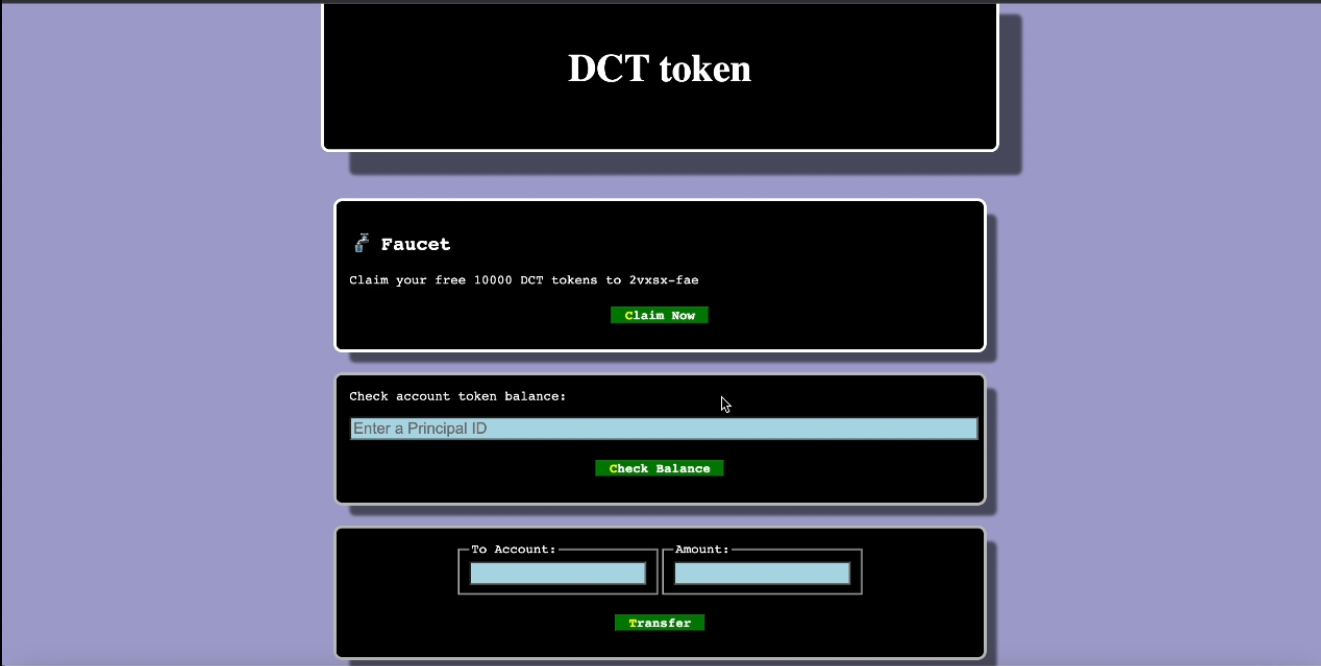 DCT token
Faucet
Claim your free 10000 DCT tokens to 2vxsx-fae
Claim Now
Check account token balance:
Enter a Principal ID
Check Balance
To Account: Amount:
Transfer